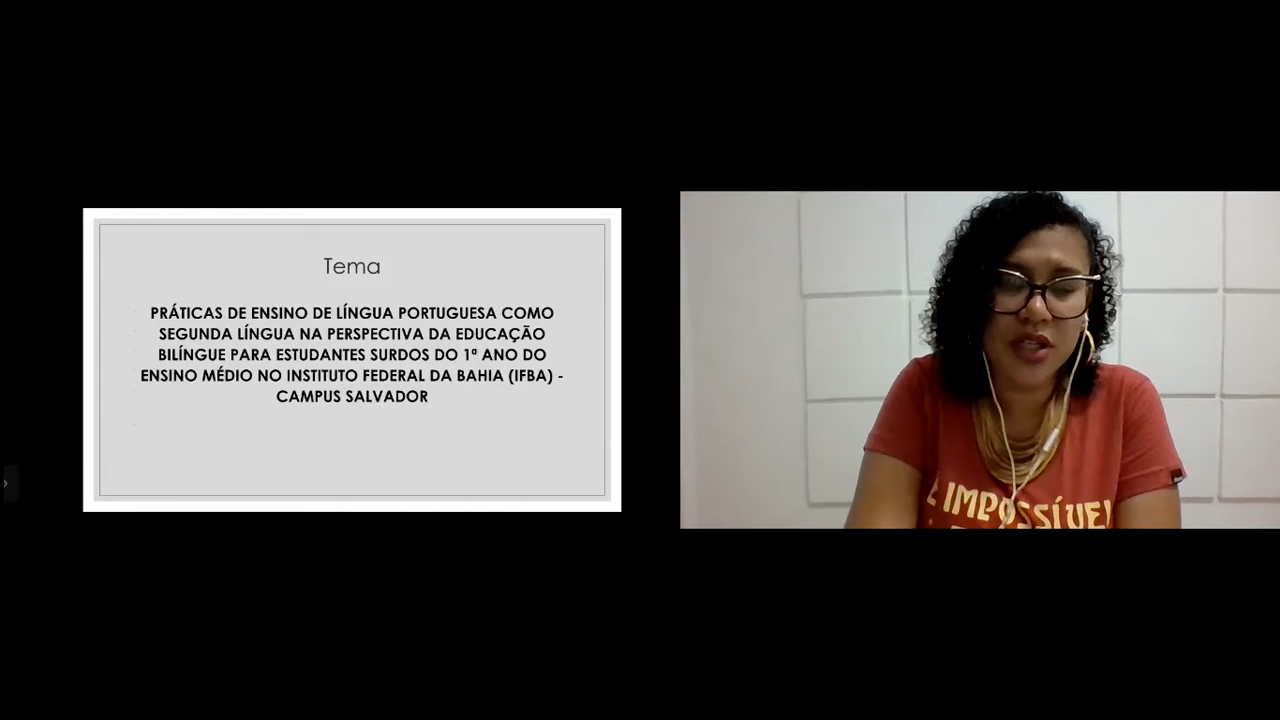 Tema
PRÁTICAS DE ENSINO DE LÍNGUA PORTUGUESA COMO
SEGUNDA LÍNGUA NA PERSPECTIVA DA EDUCAÇÃO
BILÍNGUE PARA ESTUDANTES SURDOS DO 1ª ANO DO
ENSINO MÉDIO NO INSTITUTO FEDERAL DA BAHIA (IFBA) -
CAMPUS SALVADOR
É IMPOSSÍVEL